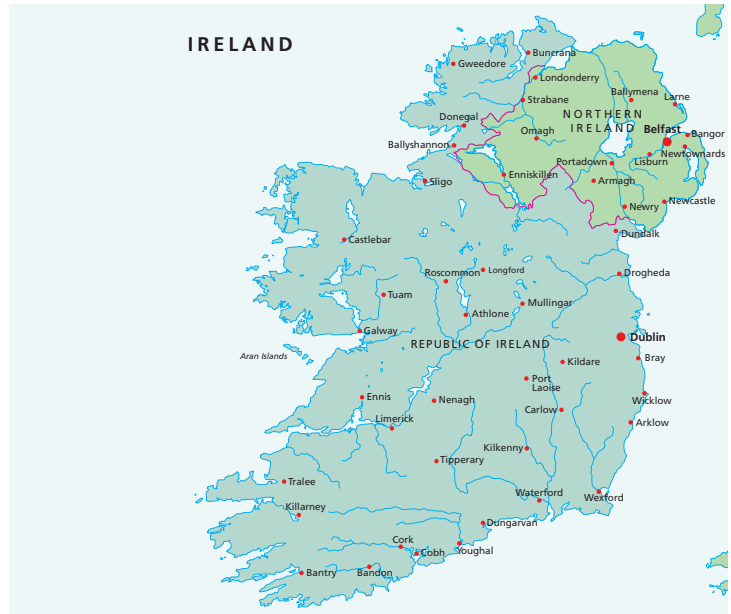 IRELAND
Buncrana
Gweedore
Londonderry
Ballymena
Larne
Strabane
Donegal
NORTHERN
IRELAND
Belfast
Bangor
Omagh
Ballyshannon
Newtownards
Lisburn
Portadown
Enniskillen
Armagh
Sligo
Newcastle
Newry
Dundalk
Castlebar
Roscommon
Longford
Drogheda
Tuam
Mullingar
Athlone
Galway
Dublin
REPUBLIC OF IRELAND
Aran Islands
Bray
Kildare
Port
Laoise
Ennis
Nenagh
Wicklow
Carlow
Limerick
Arklow
Kilkenny
Tipperary
Tralee
Waterford
Wexford
Killarney
Dungarvan
Cork
Cobh
Youghal
Bantry
Bandon